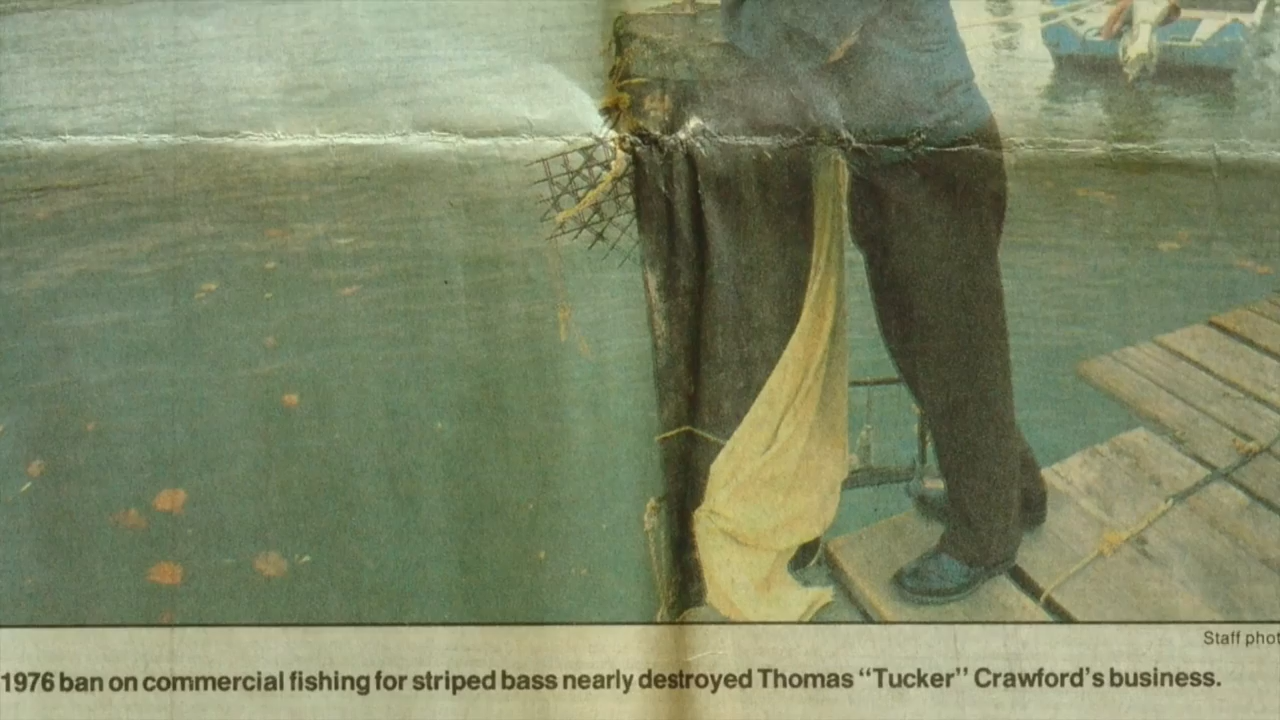 Staff phot
1976 ban on commercial fishing for striped bass nearly destroyed Thomas “Tucker” Crawford’s business.